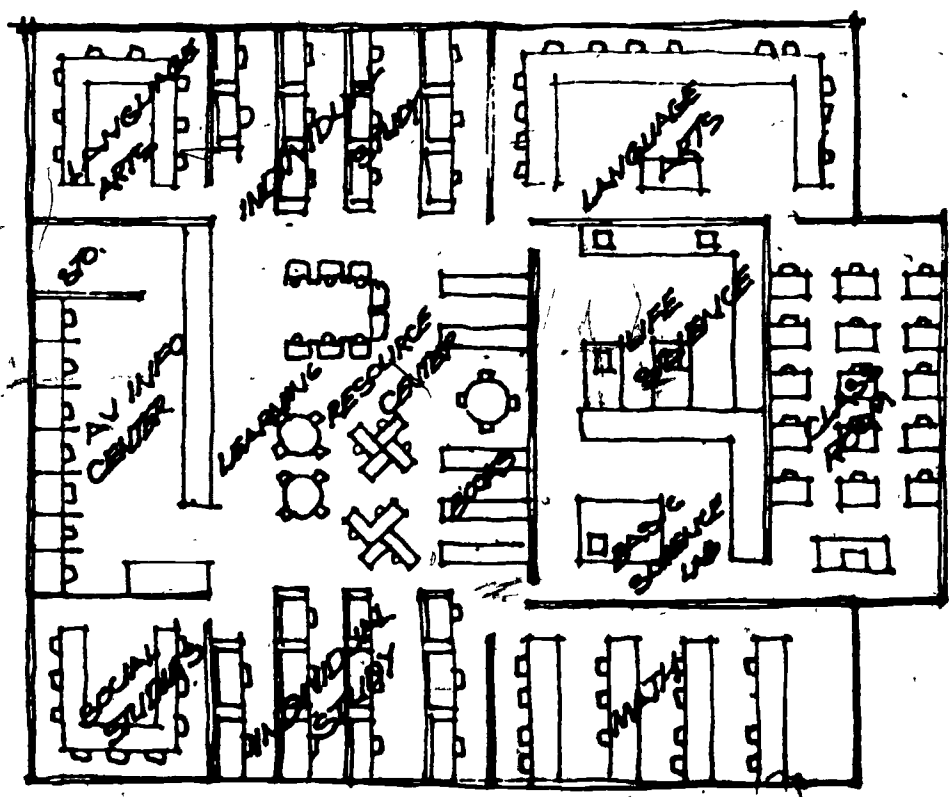 LANGUAGE
ARTS
INDIVIDUAL
STUDY
LANGUAGE
ARTS
STO.
AV INFO
CENTER
LEARNING
RESOURCE
CENTER
BOOKS
LIFE
SCIENCE
CLASS
ROOM
BASIC
SCIENCE
LAB
SOCIAL
STUDIES
INDIVIDUAL
STUDY
MATH